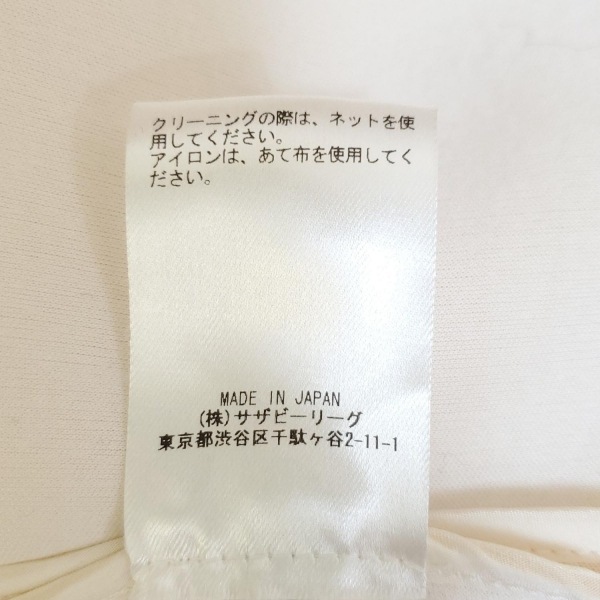 クリーニングの際は、ネットを使
用してください。
アイロンは、あて布を使用してく
ださい。
MADE IN JAPAN
(株)サザビーリーグ
東京都渋谷区千駄ヶ谷2-11-1